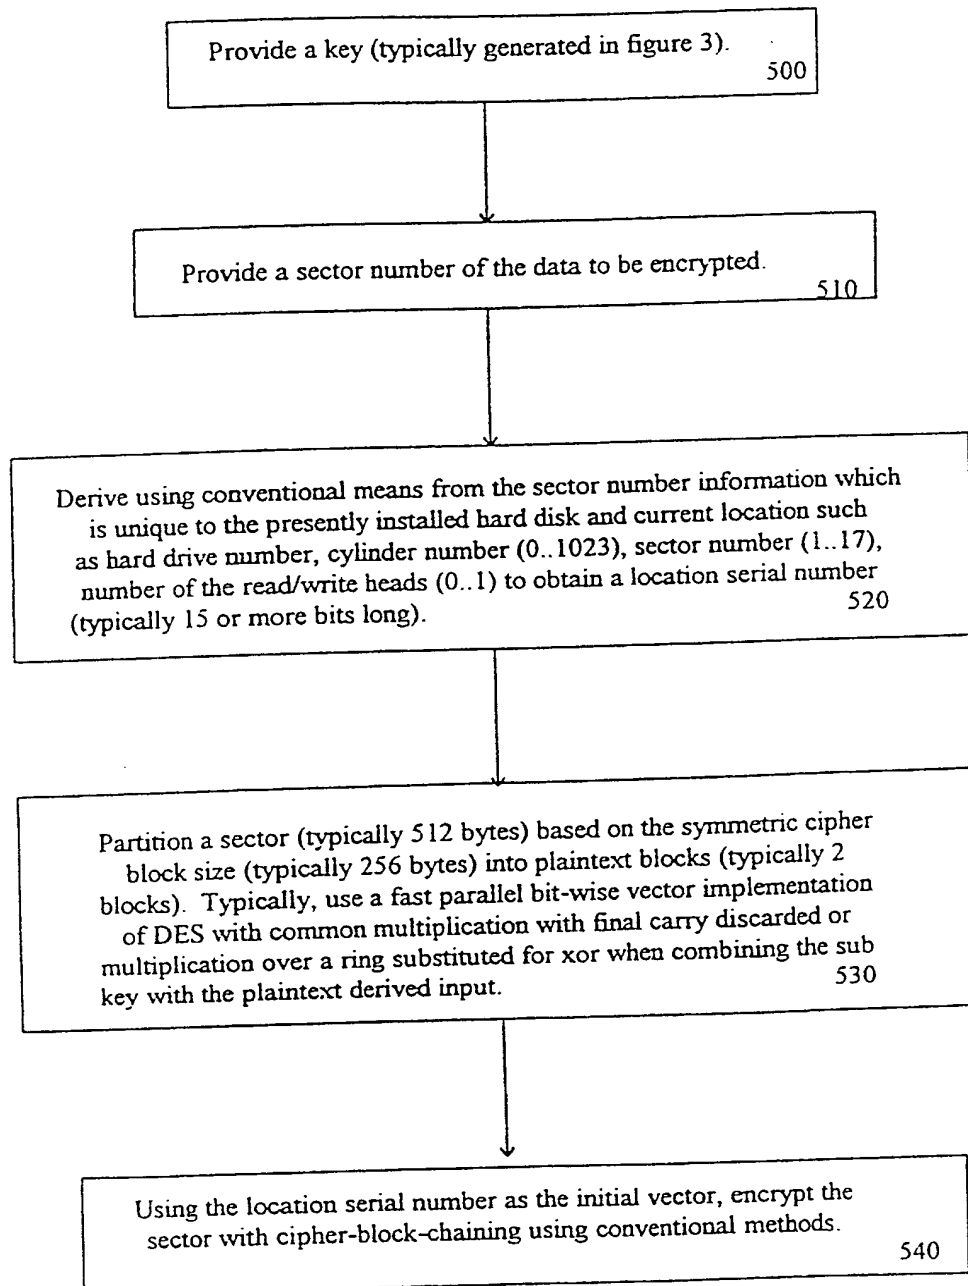 Provide a key (typically generated in figure 3).
500
Provide a sector number of the data to be encrypted.
510
Derive using conventional means from the sector number information which
is unique to the presently installed hard disk and current location such
as hard drive number, cylinder number (0..1023), sector number (1..17),
number of the read/write heads (0..1) to obtain a location serial number
(typically 15 or more bits long).
520
Partition a sector (typically 512 bytes) based on the symmetric cipher
block size (typically 256 bytes) into plaintext blocks (typically 2
blocks). Typically, use a fast parallel bit-wise vector implementation
of DES with common multiplication with final carry discarded or
multiplication over a ring substituted for xor when combining the sub
key with the plaintext derived input.
530
Using the location serial number as the initial vector, encrypt the
sector with cipher-block-chaining using conventional methods.
540